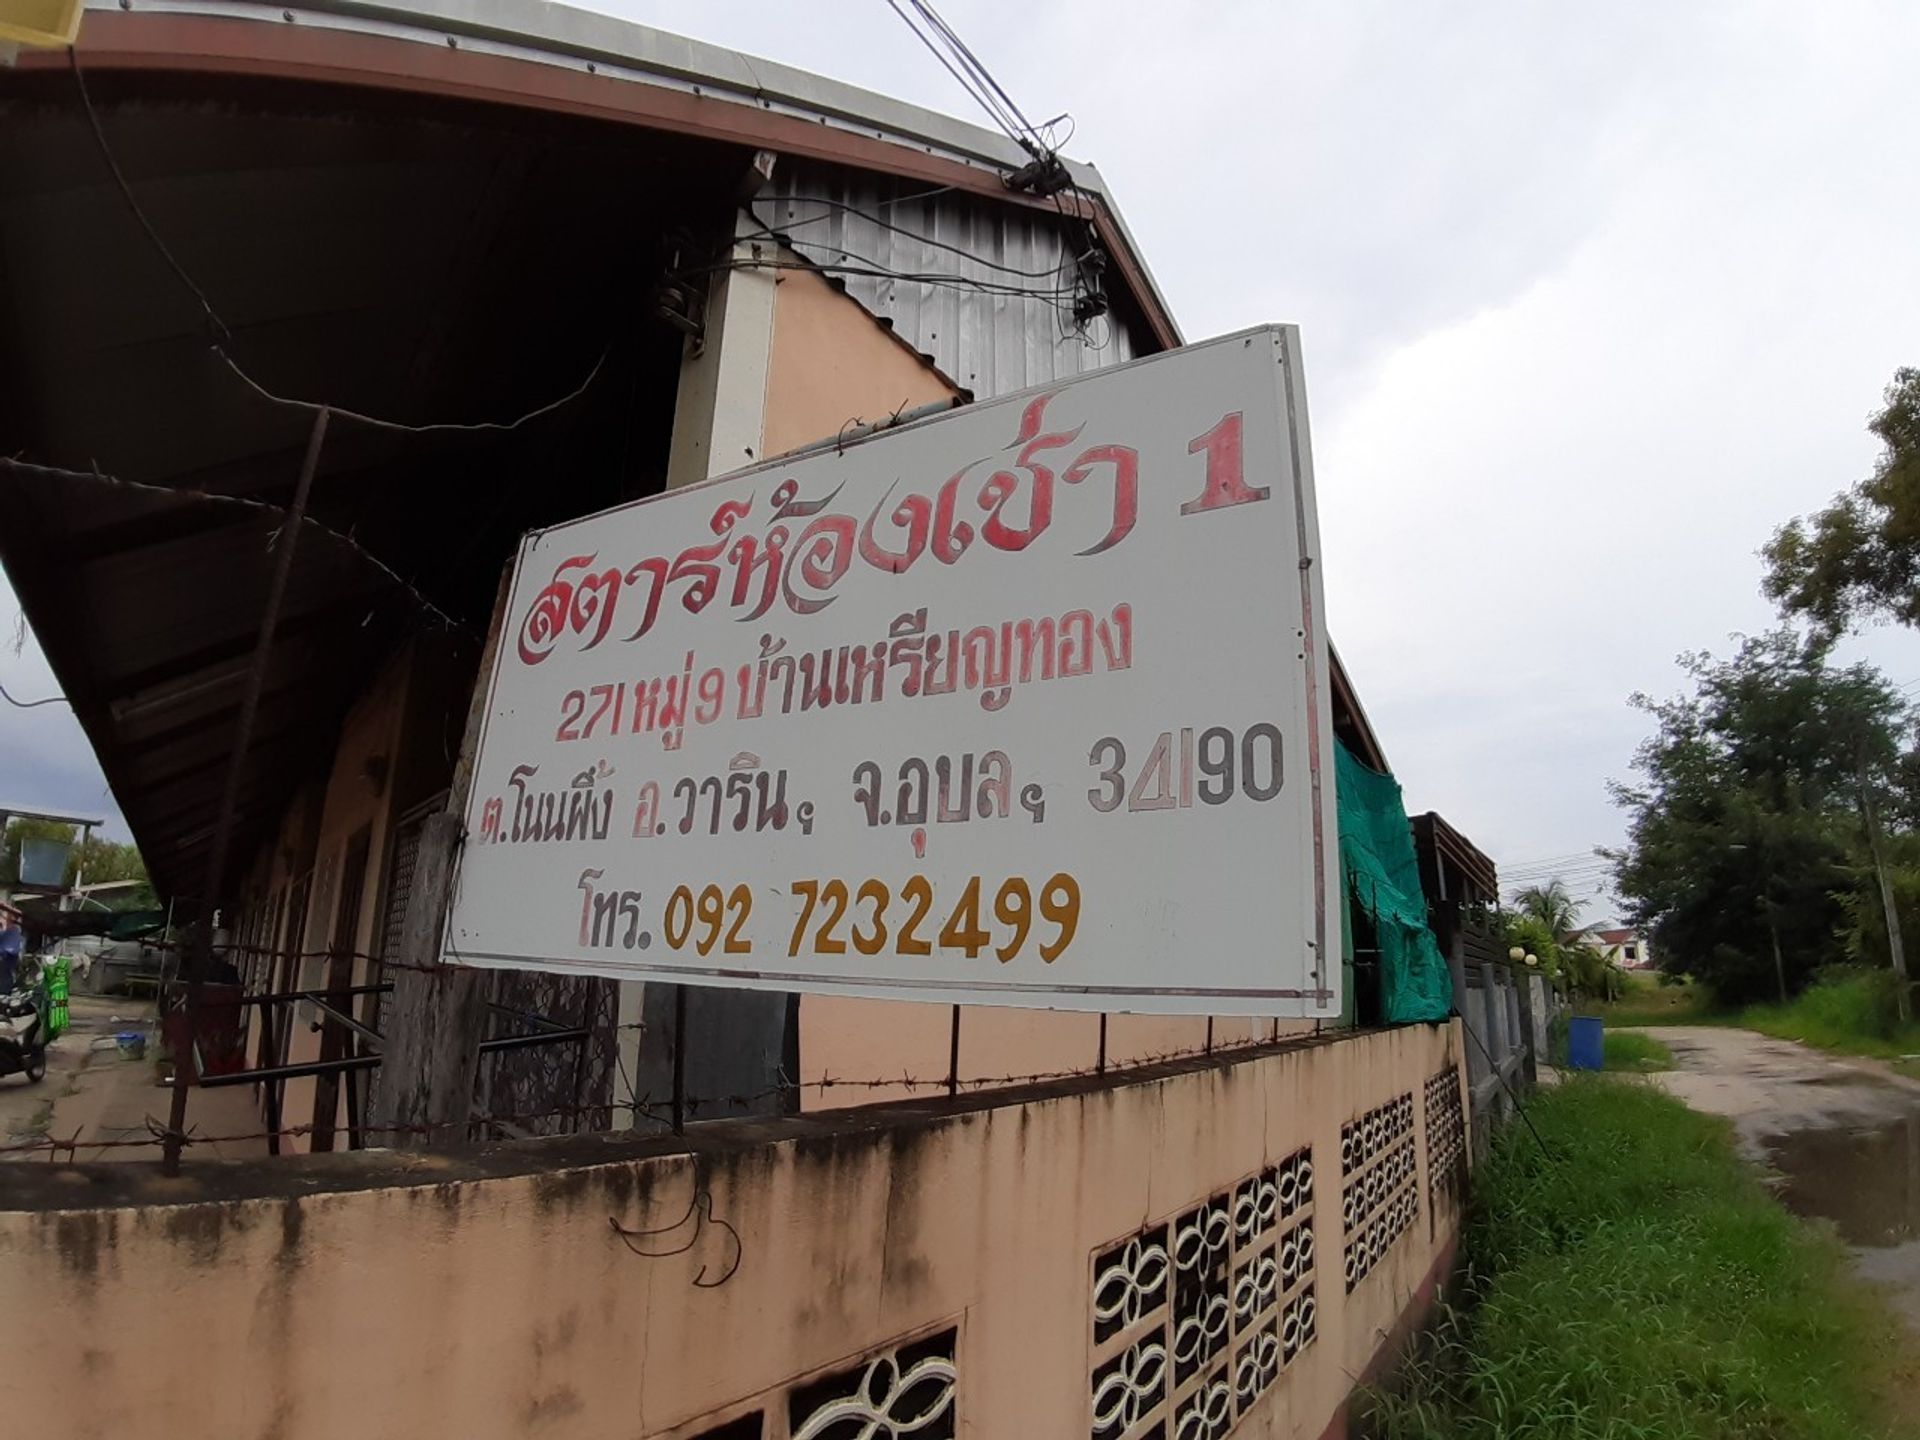 สตาร์ห้องเช่า 1
271 หมู่ 9 บ้านเหรียญทอง
ต.โนนผึ้ง อ.วารินฯ จ.อุบลฯ 34190
โทร. 092 7232499